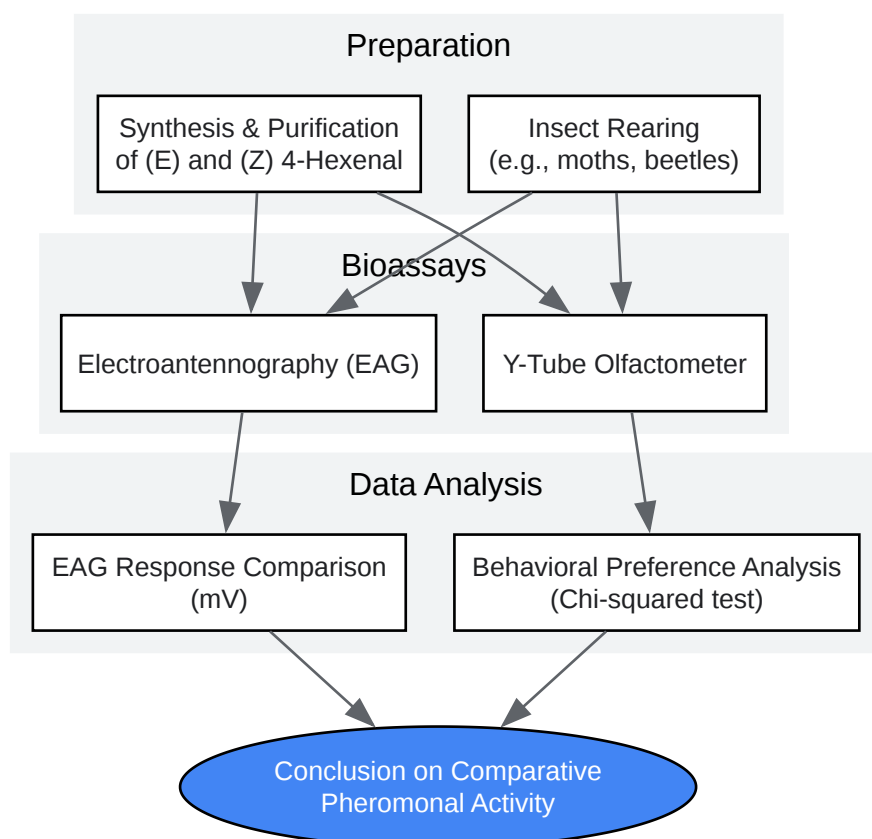 Preparation
Synthesis & Purification
of (E) and (Z) 4-Hexenal
Insect Rearing
(e.g., moths, beetles)
Bioassays
Electroantennography (EAG)
Y-Tube Olfactometer
Data Analysis
EAG Response Comparison
(mV)
Behavioral Preference Analysis
(Chi-squared test)
Conclusion on Comparative
Pheromonal Activity